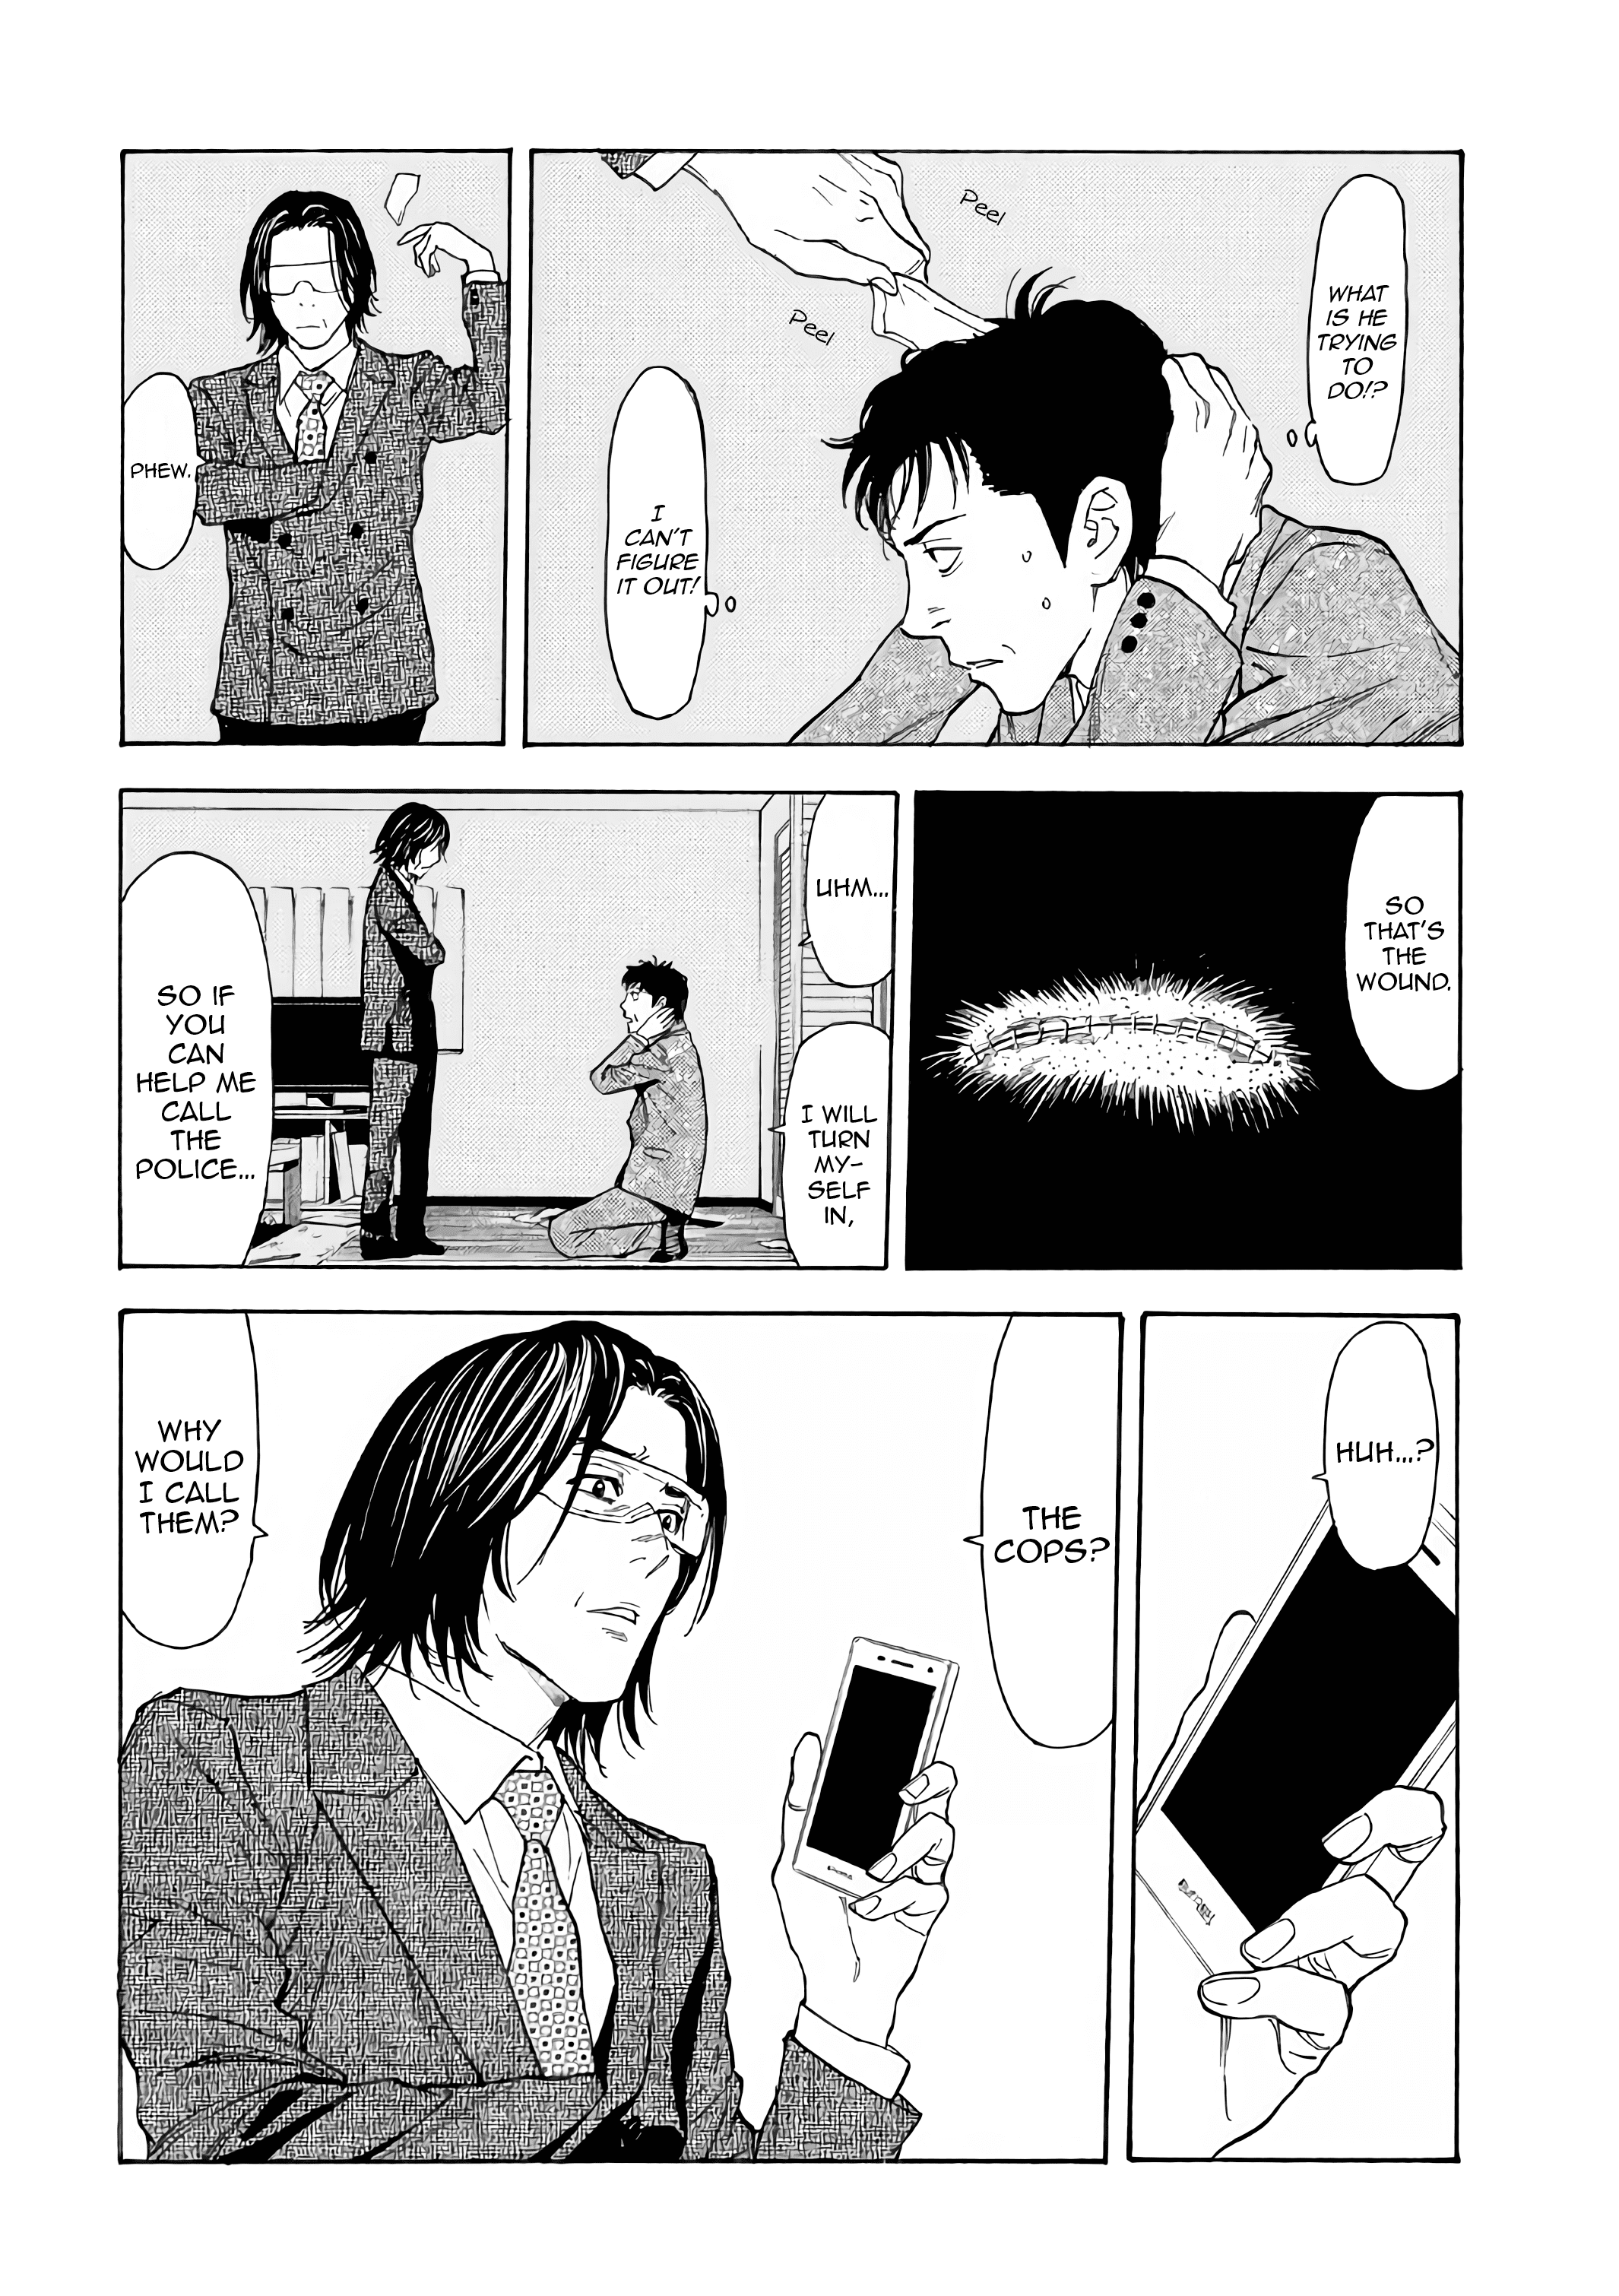 WHAT
IS HE
TRYING
TO
DO!?
Peel
Peel
I
CAN'T
FIGURE
IT OUT!
PHEW.
SO
THAT'S
THE
WOUND.
UHM...
I WILL
TURN
MY-
SELF
IN,
SO IF
YOU
CAN
HELP ME
CALL
THE
POLICE...
HUH...?
THE
COPS?
WHY
WOULD
I CALL
THEM?